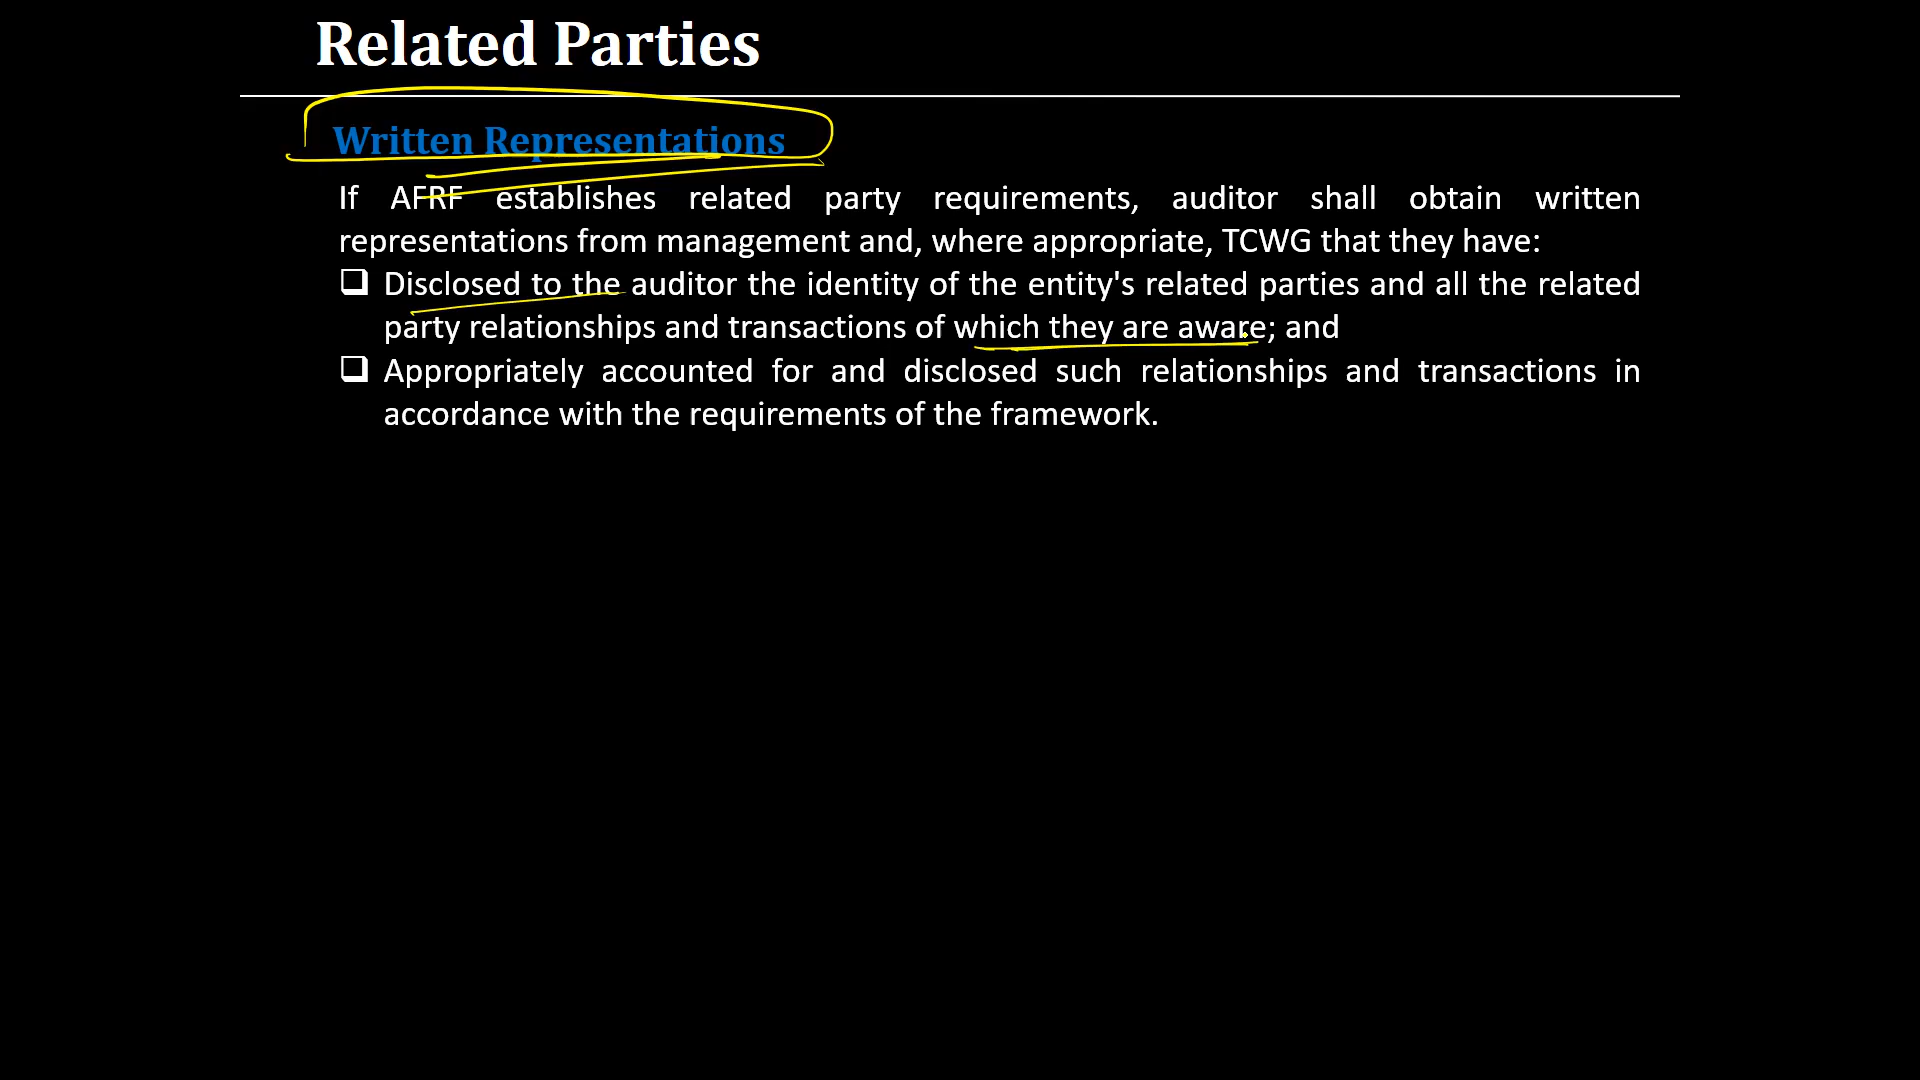 Related Parties
Written Representations
If AFRF establishes related party requirements, auditor shall obtain written
representations from management and, where appropriate, TCWG that they have:
❑ Disclosed to the auditor the identity of the entity's related parties and all the related
party relationships and transactions of which they are aware; and
❑ Appropriately accounted for and disclosed such relationships and transactions in
accordance with the requirements of the framework.